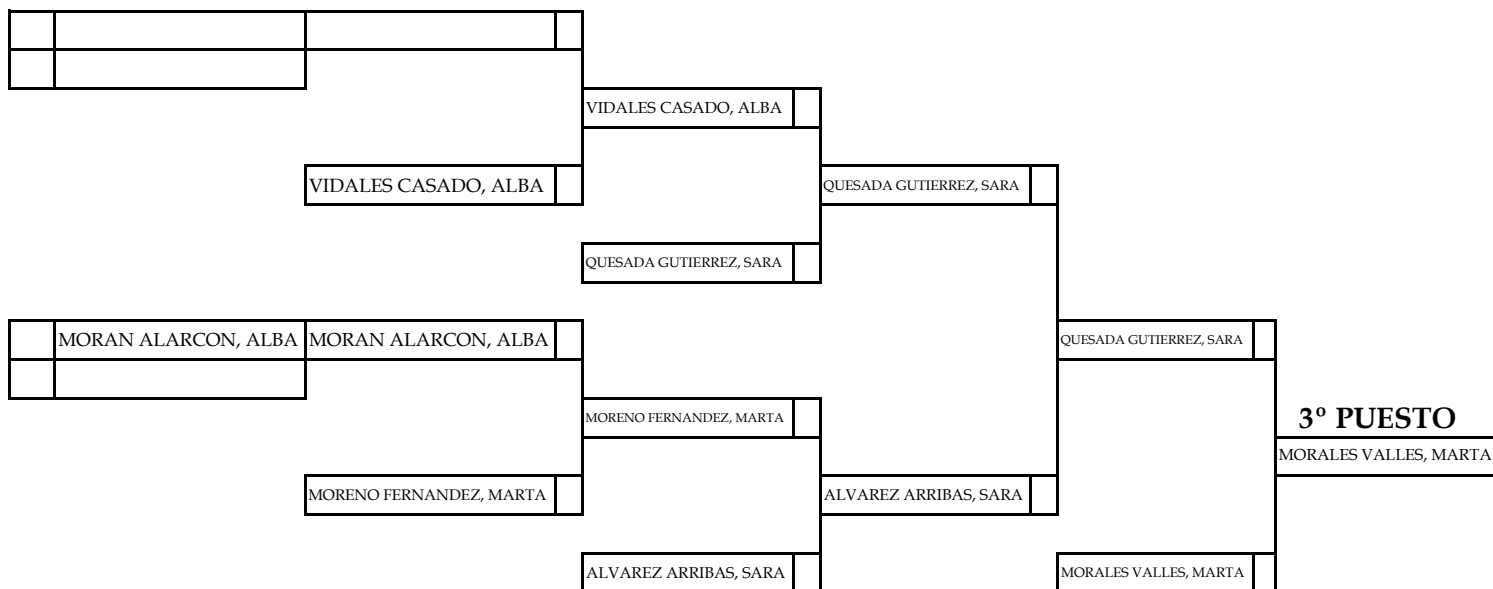 VIDALES CASADO, ALBA
VIDALES CASADO, ALBA
QUESADA GUTIERREZ, SARA
QUESADA GUTIERREZ, SARA
MORAN ALARCON, ALBA
MORAN ALARCON, ALBA
QUESADA GUTIERREZ, SARA
MORENO FERNANDEZ, MARTA
3º PUESTO
MORALES VALLES, MARTA
MORENO FERNANDEZ, MARTA
ALVAREZ ARRIBAS, SARA
ALVAREZ ARRIBAS, SARA
MORALES VALLES, MARTA